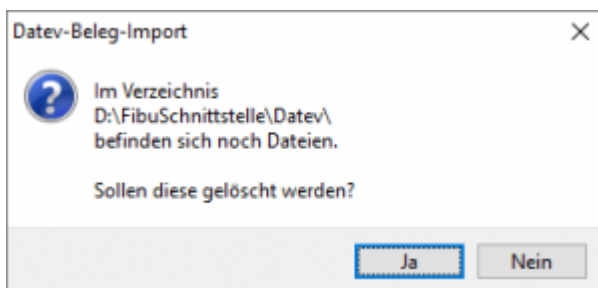 Datev-Beleg-Import
Im Verzeichnis
D:\FibuSchnittstelle\Datev\
befinden sich noch Dateien.
Sollen diese gelöscht werden?
Ja
Nein